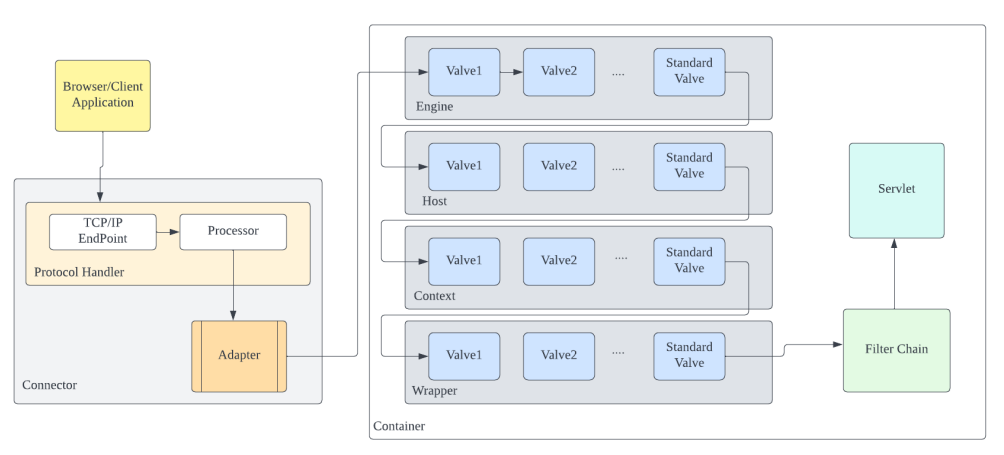 Browser/Client
Application
TCP/IP
EndPoint
Processor
Protocol Handler
Adapter
Connector
Valve1
Valve2
....
Standard
Valve
Engine
Valve1
Valve2
....
Standard
Valve
Host
Valve1
Valve2
....
Standard
Valve
Context
Valve1
Valve2
....
Standard
Valve
Wrapper
Servlet
Filter Chain
Container